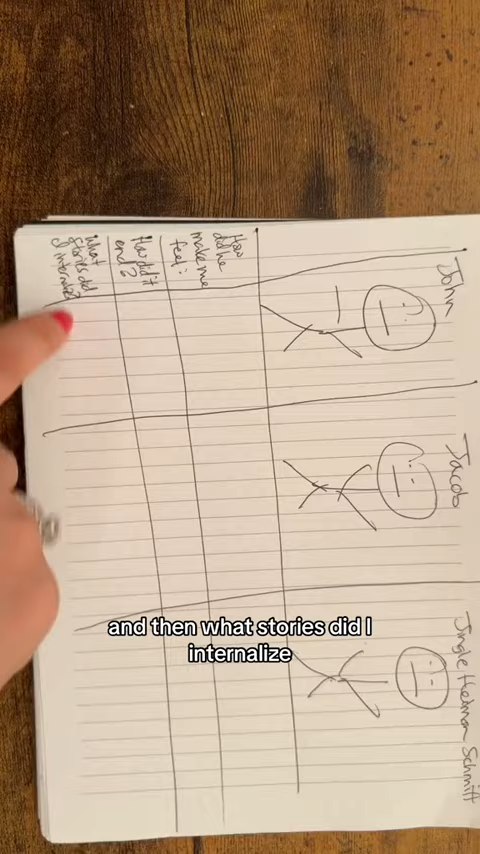 John
Jacob
Jingle Heimer Schmitt
How
did he
make me
feel?
How did it
end?
What
stories did
I internalize
and then what stories did I
internalize